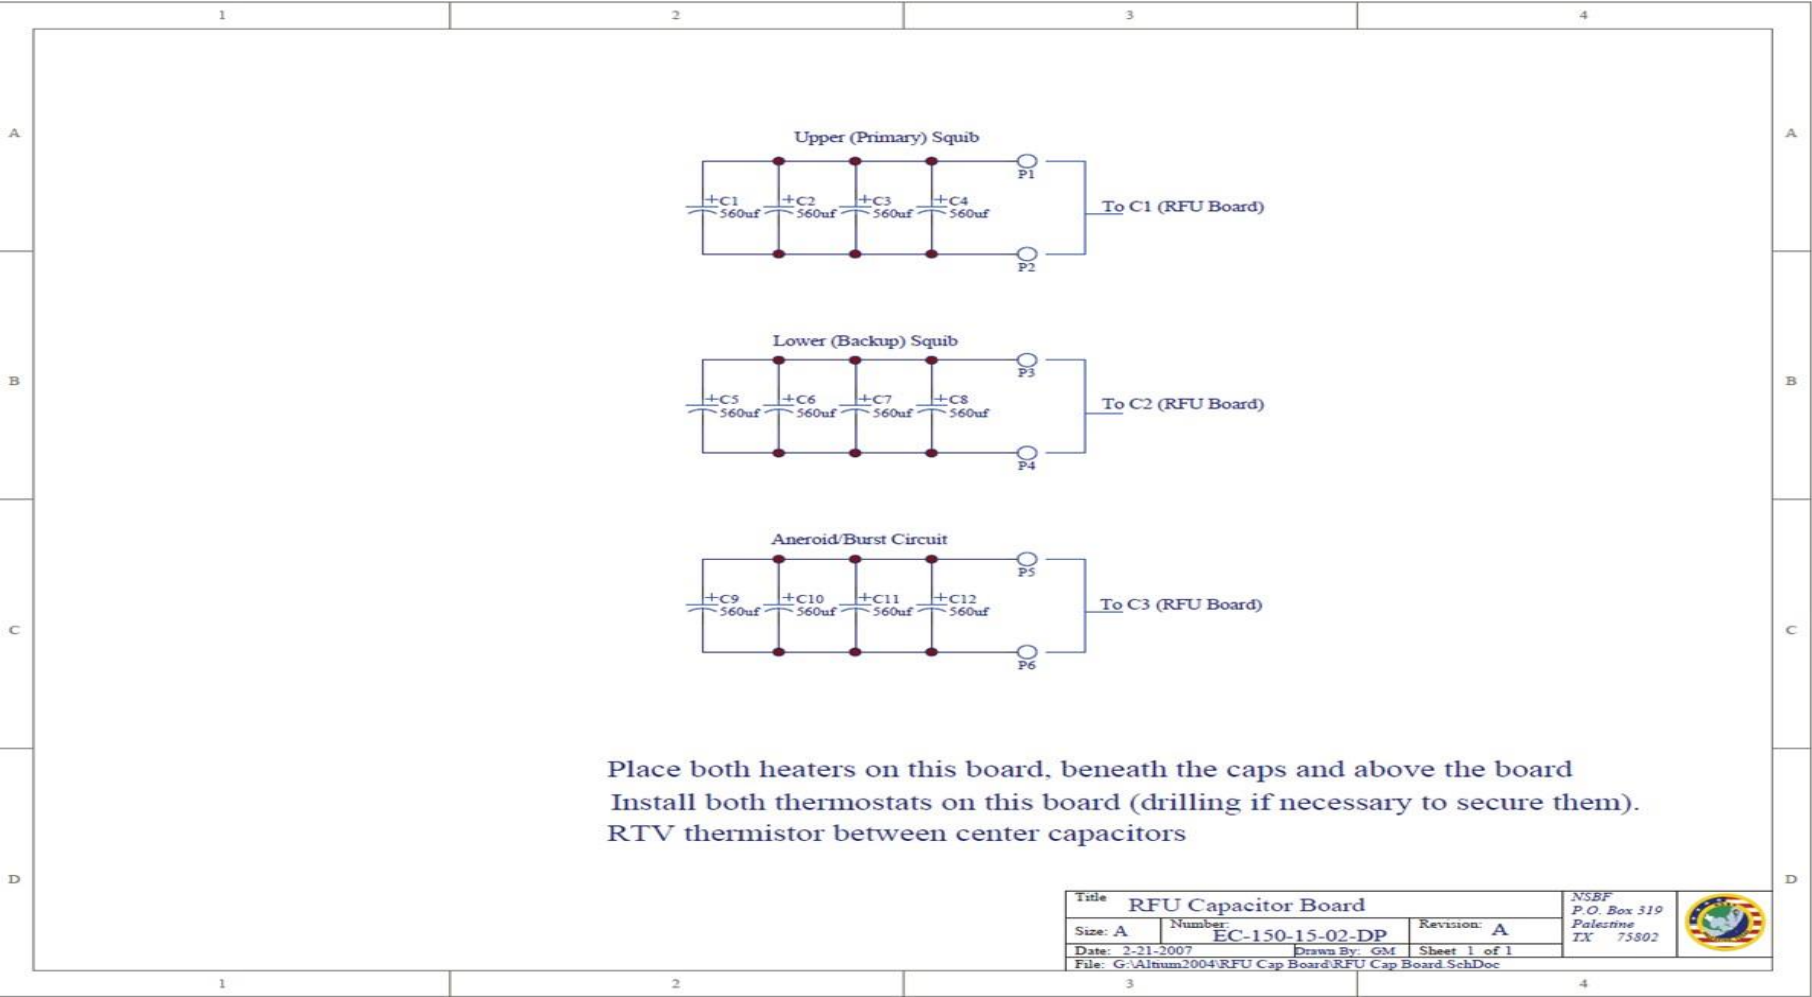 1 2 3 4
A A
Upper (Primary) Squib
P1
+C1 +C2 +C3 +C4
560uf 560uf 560uf 560uf
To C1 (RFU Board)
P2
Lower (Backup) Squib
P3
B B
+C5 +C6 +C7 +C8
560uf 560uf 560uf 560uf
To C2 (RFU Board)
P4
Aneroid/Burst Circuit
P5
+C9 +C10 +C11 +C12
560uf 560uf 560uf 560uf
To C3 (RFU Board)
C C
P6
Place both heaters on this board, beneath the caps and above the board
Install both thermostats on this board (drilling if necessary to secure them).
RTV thermistor between center capacitors
D D
Title RFU Capacitor Board
Size: A Number: EC-150-15-02-DP Revision: A
Date: 2-21-2007 Drawn By: GM Sheet 1 of 1
File: G:\Altium2004\RFU Cap Board\RFU Cap Board.SchDoc
NSBF
P.O. Box 319
Palestine
TX 75802
1 2 3 4